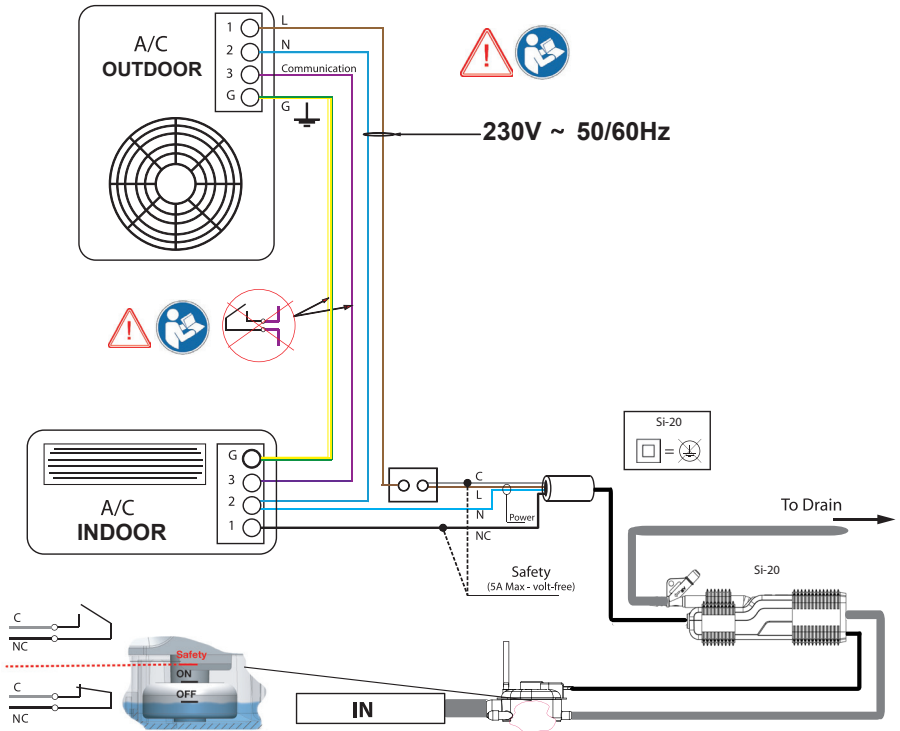 A/C
OUTDOOR
1
2
3
G
L
N
Communication
G
230V ~ 50/60Hz
A/C
INDOOR
G
3
2
1
C
L
N
Power
NC
Safety
(5A Max - volt-free)
Si-20
=
To Drain
Si-20
C
NC
C
NC
Safety
ON
OFF
IN